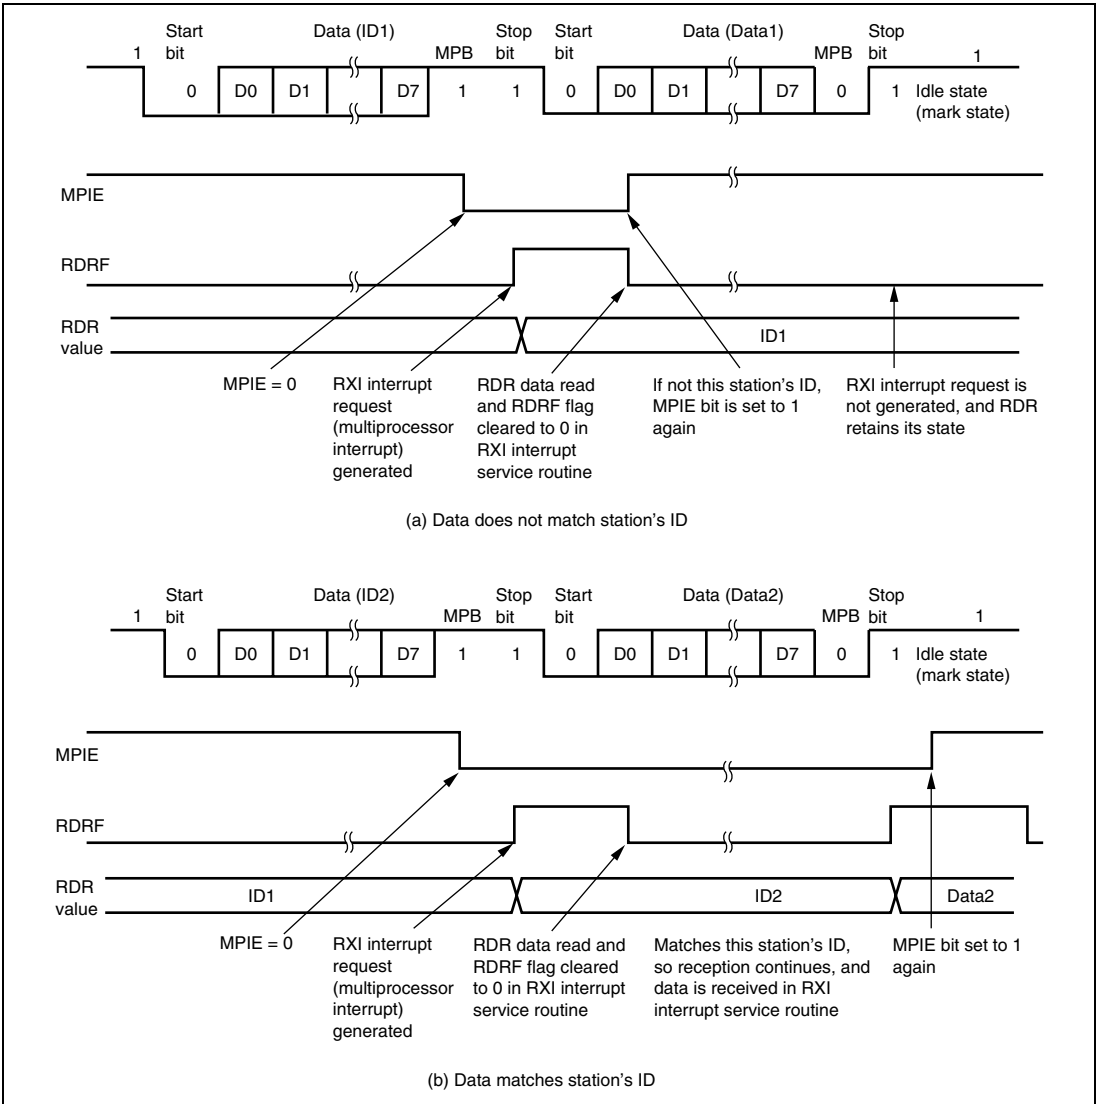 Start bit Data (ID1) MPB Stop bit Start bit Data (Data1) MPB Stop bit
1 1
0 D0 D1 D7 1 1 0 D0 D1 D7 0 1 Idle state (mark state)
MPIE
RDRF
RDR value
ID1
MPIE = 0
RXI interrupt
request
(multiprocessor
interrupt)
generated
RDR data read
and RDRF flag
cleared to 0 in
RXI interrupt
service routine
If not this station's ID,
MPIE bit is set to 1
again
RXI interrupt request is
not generated, and RDR
retains its state
(a) Data does not match station's ID
Start bit Data (ID2) MPB Stop bit Start bit Data (Data2) MPB Stop bit
1 1
0 D0 D1 D7 1 1 0 D0 D1 D7 0 1 Idle state (mark state)
MPIE
RDRF
RDR value
ID1 ID2 Data2
MPIE = 0
RXI interrupt
request
(multiprocessor
interrupt)
generated
RDR data read and
RDRF flag cleared
to 0 in RXI interrupt
service routine
Matches this station's ID,
so reception continues, and
data is received in RXI
interrupt service routine
MPIE bit set to 1
again
(b) Data matches station's ID